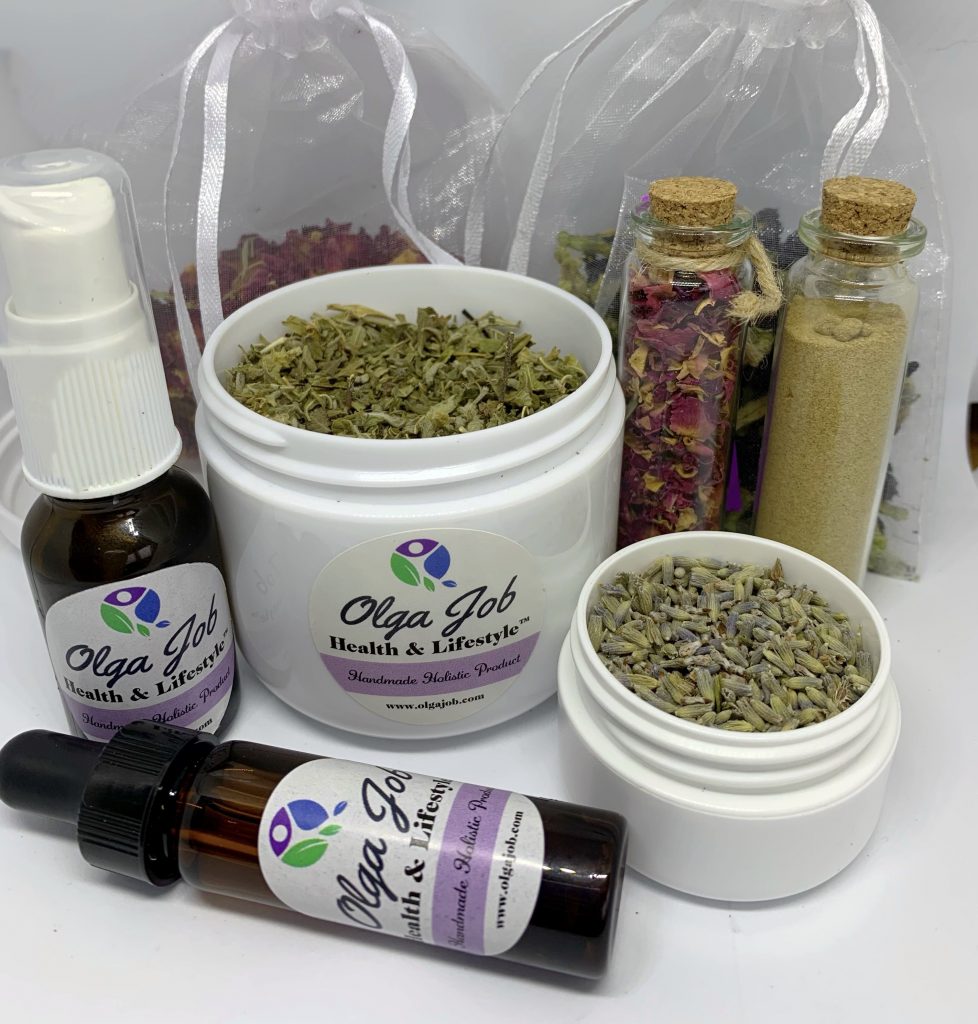 Olga Job
Health & Lifestyle™
Handmade Holistic Product
www.olgajob.com
Olga Job
Health & Lifestyle™
Holistic Product
Olga Job
& Lifestyle
Handmade Holistic
www.olgajob.com